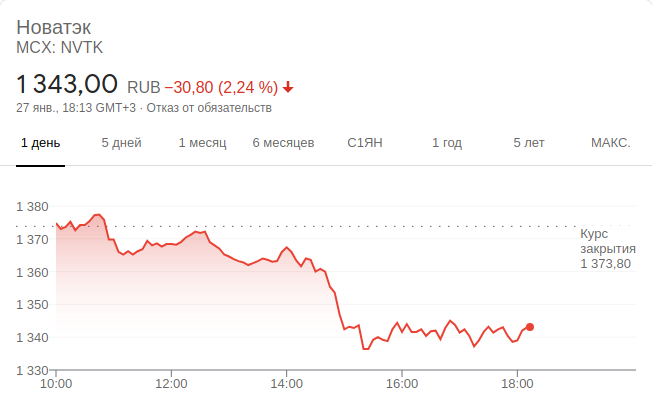 Новатэк
MCX: NVTK
1 343,00 RUB −30,80 (2,24 %)
27 янв., 18:13 GMT+3 · Отказ от обязательств
1 день 5 дней 1 месяц 6 месяцев С1ЯН 1 год 5 лет МАКС.
1 380
1 370
1 360
1 350
1 340
1 330
Курс
закрытия
1 373,80
10:00 12:00 14:00 16:00 18:00